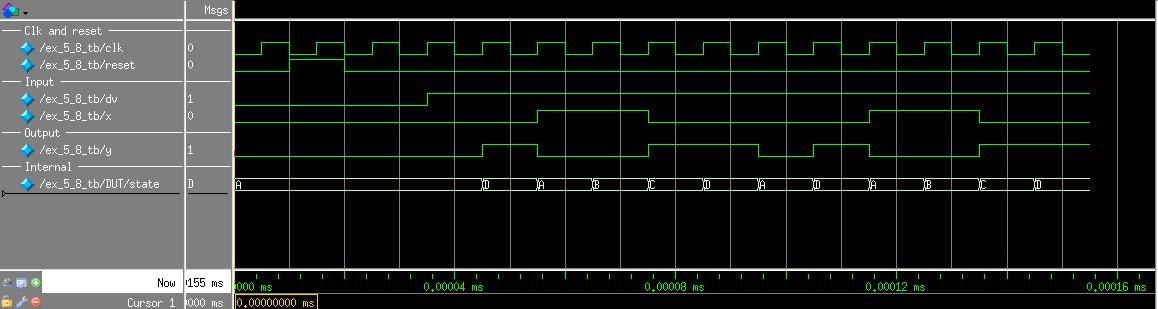 Msgs
Clk and reset
/ex_5_8_tb/clk 0
/ex_5_8_tb/reset 0
Input
/ex_5_8_tb/dv 1
/ex_5_8_tb/x 0
Output
/ex_5_8_tb/y 1
Internal
/ex_5_8_tb/DUT/state D A D A B C D A D A B C D
Now 155 ms 000 ms 0.00004 ms 0.00008 ms 0.00012 ms 0.00016 ms
Cursor 1 000 ms 0.00000000 ms